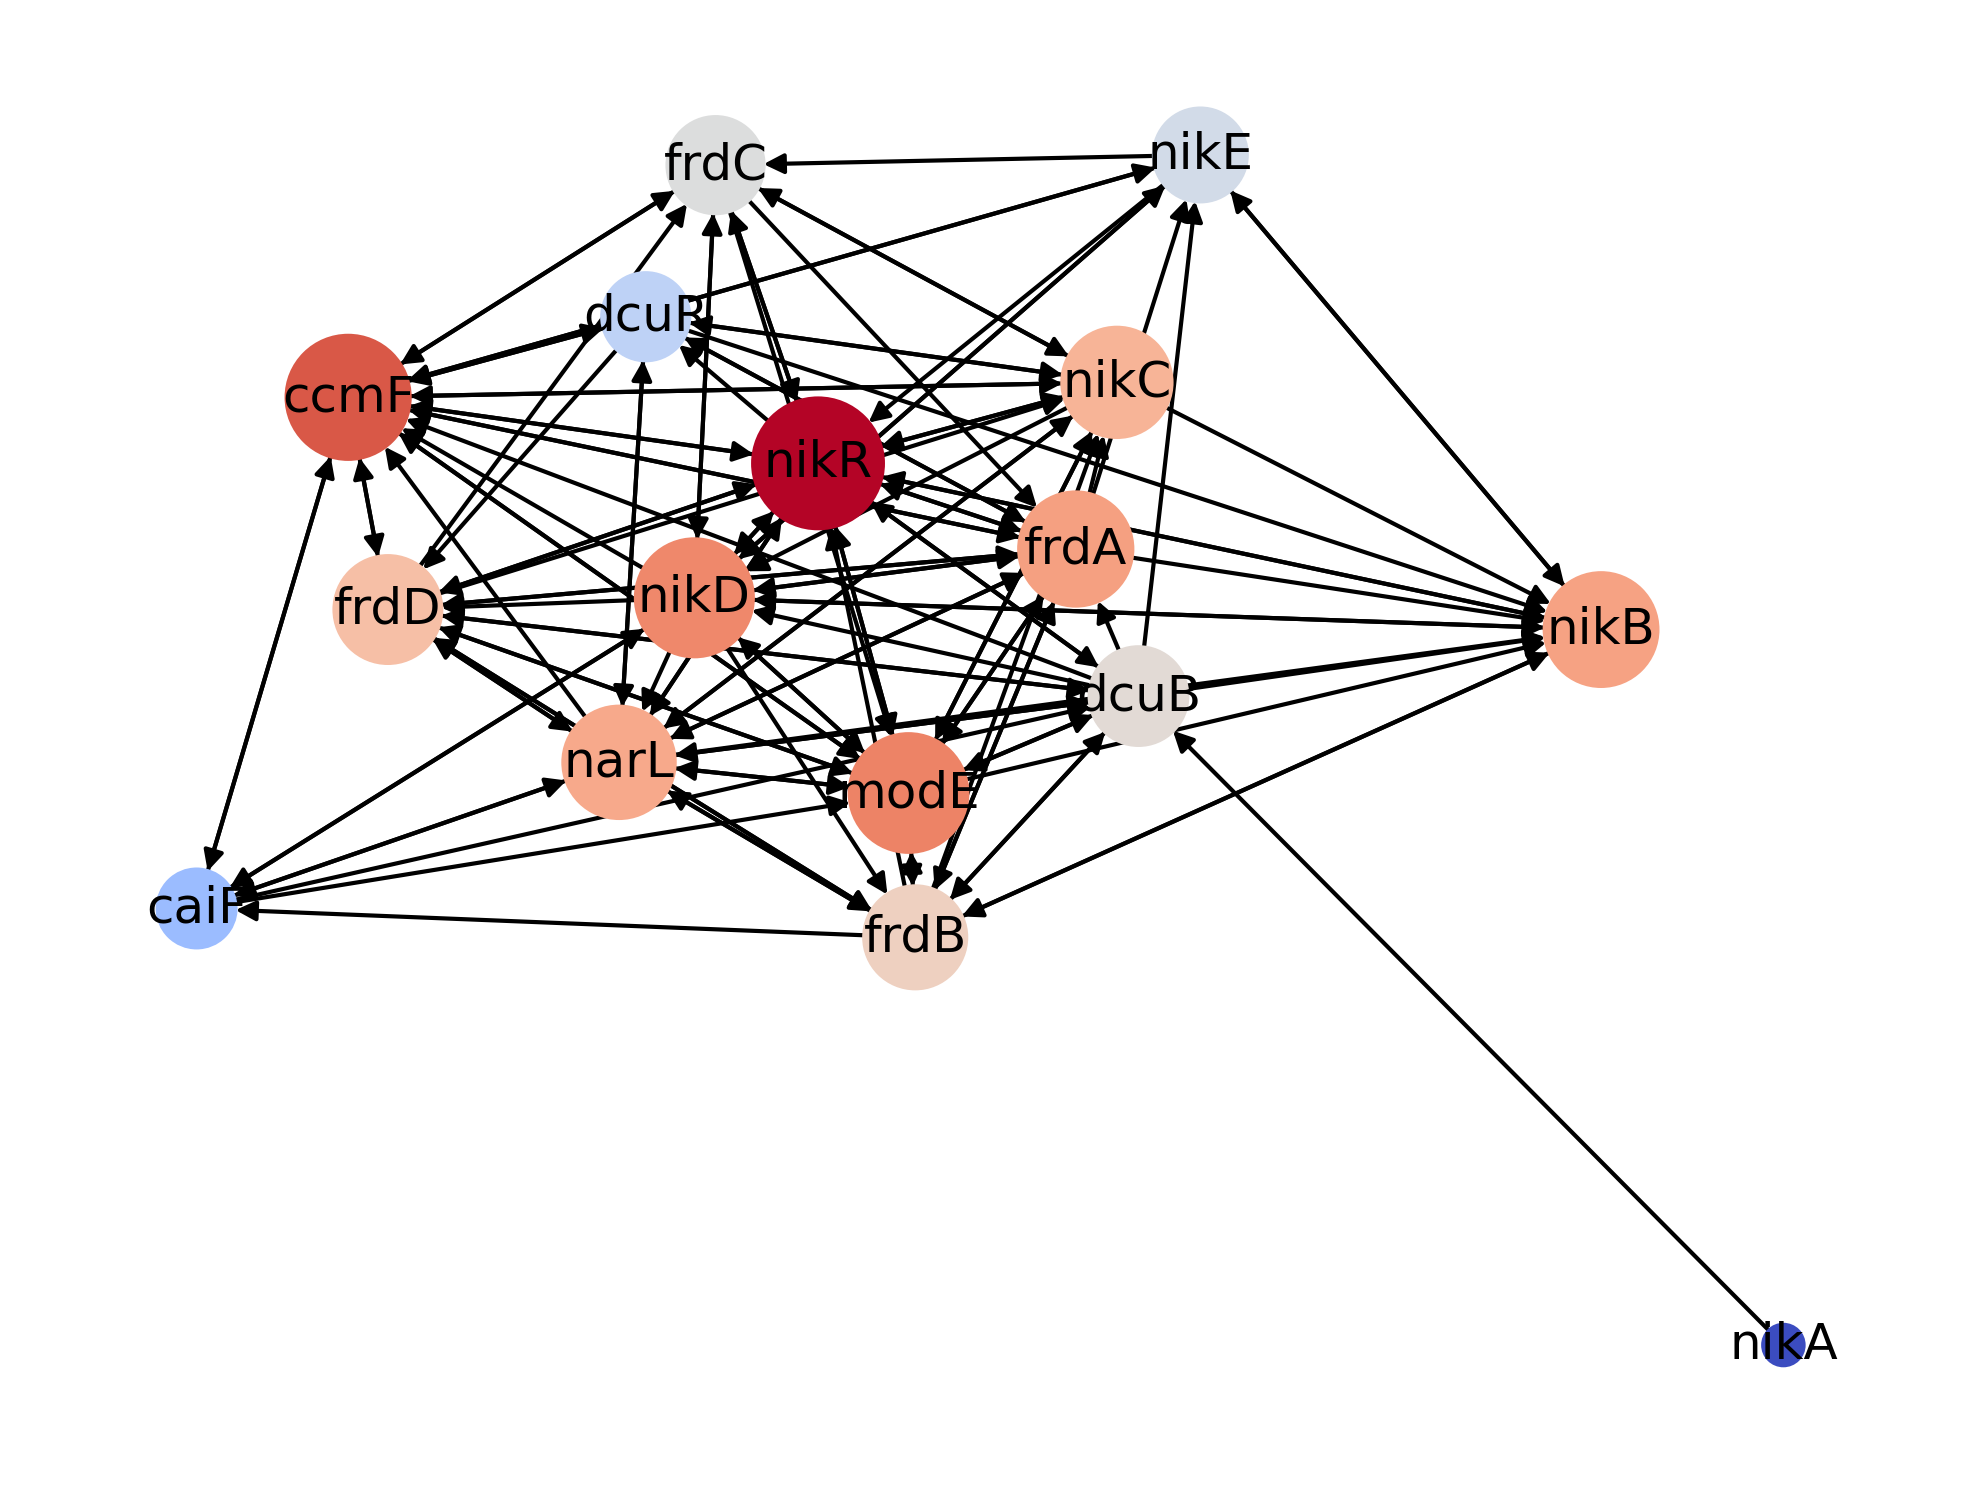 nikE
frdC
dcuR
nikC
ccmF
nikR
frdA
nikD
frdD
nikB
dcuB
narL
modE
caiF
frdB
nikA